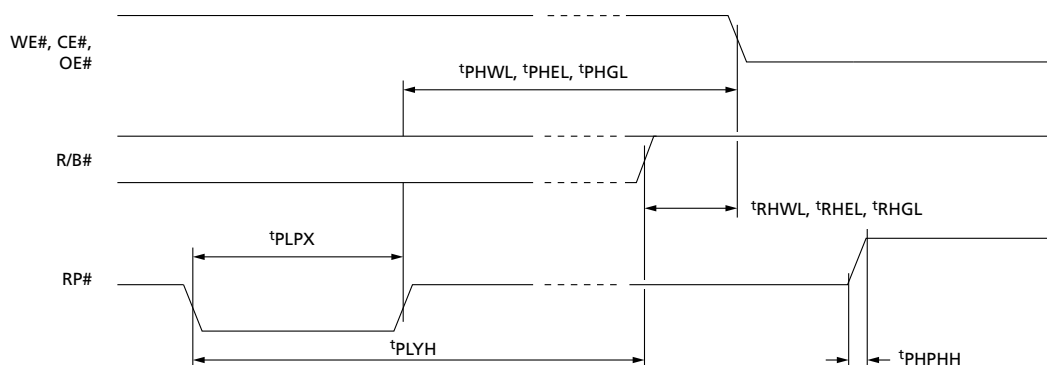 WE#, CE#,
OE#
tPHWL, tPHEL, tPHGL
R/B#
tRHWL, tRHEL, tRHGL
tPLPX
RP#
tPLYH
tPHPHH